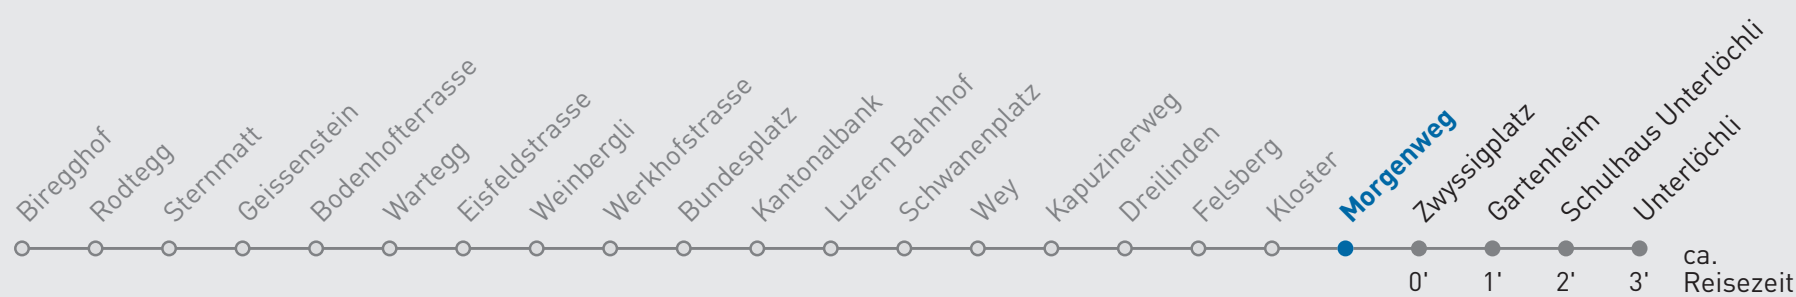 Biregghof
Rodtegg
Sternmatt
Geissenstein
Bodenhofterrasse
Wartegg
Eisfeldstrasse
Weinbergli
Werkhofstrasse
Bundesplatz
Kantonalbank
Luzern Bahnhof
Schwanenplatz
Wey
Kapuzinerweg
Dreilinden
Felsberg
Kloster
Morgenweg
Zwyssigplatz
Gartenheim
Schulhaus Unterlöchli
Unterlöchli
0' 1' 2' 3'
ca.
Reisezeit